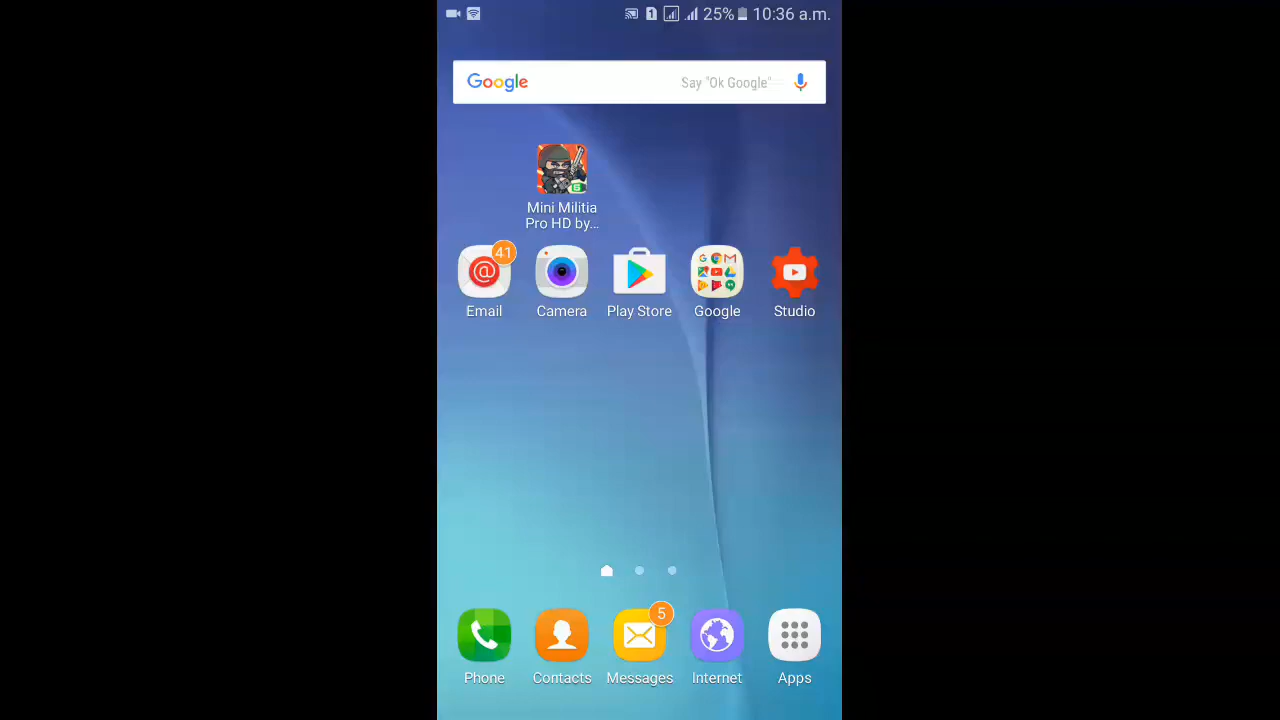 1 25% 10:36 a.m.
Google Say "Ok Google"
Mini Militia
Pro HD by...
41
Email Camera Play Store Google Studio
5
Phone Contacts Messages Internet Apps